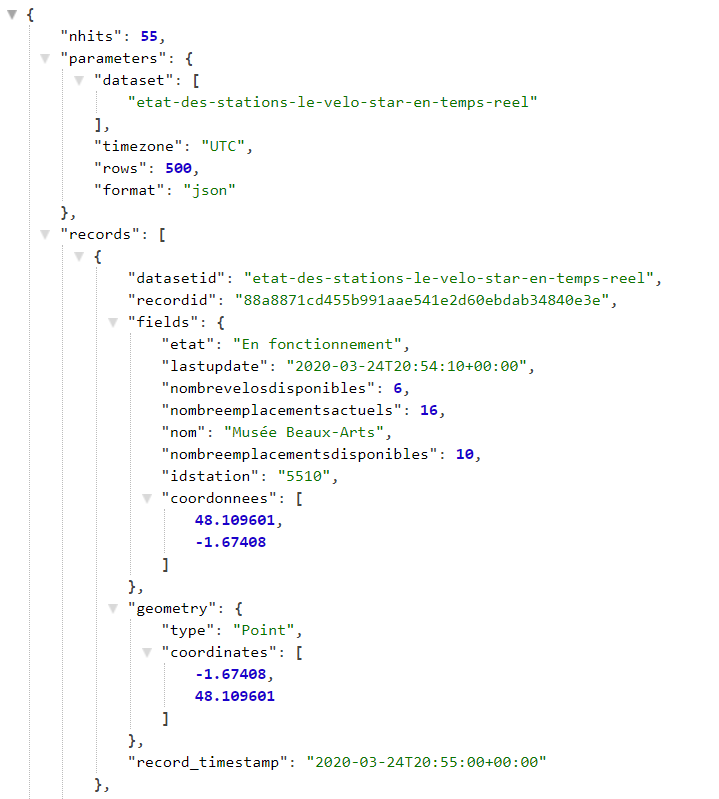 {
"nhits": 55,
"parameters": {
"dataset": [
"etat-des-stations-le-velo-star-en-temps-reel"
],
"timezone": "UTC",
"rows": 500,
"format": "json"
},
"records": [
{
"datasetid": "etat-des-stations-le-velo-star-en-temps-reel",
"recordid": "88a8871cd455b991aae541e2d60ebdab34840e3e",
"fields": {
"etat": "En fonctionnement",
"lastupdate": "2020-03-24T20:54:10+00:00",
"nombrevelosdisponibles": 6,
"nombreemplacementsactuels": 16,
"nom": "Musée Beaux-Arts",
"nombreemplacementsdisponibles": 10,
"idstation": "5510",
"coordonnees": [
48.109601,
-1.67408
]
},
"geometry": {
"type": "Point",
"coordinates": [
-1.67408,
48.109601
]
},
"record_timestamp": "2020-03-24T20:55:00+00:00"
},